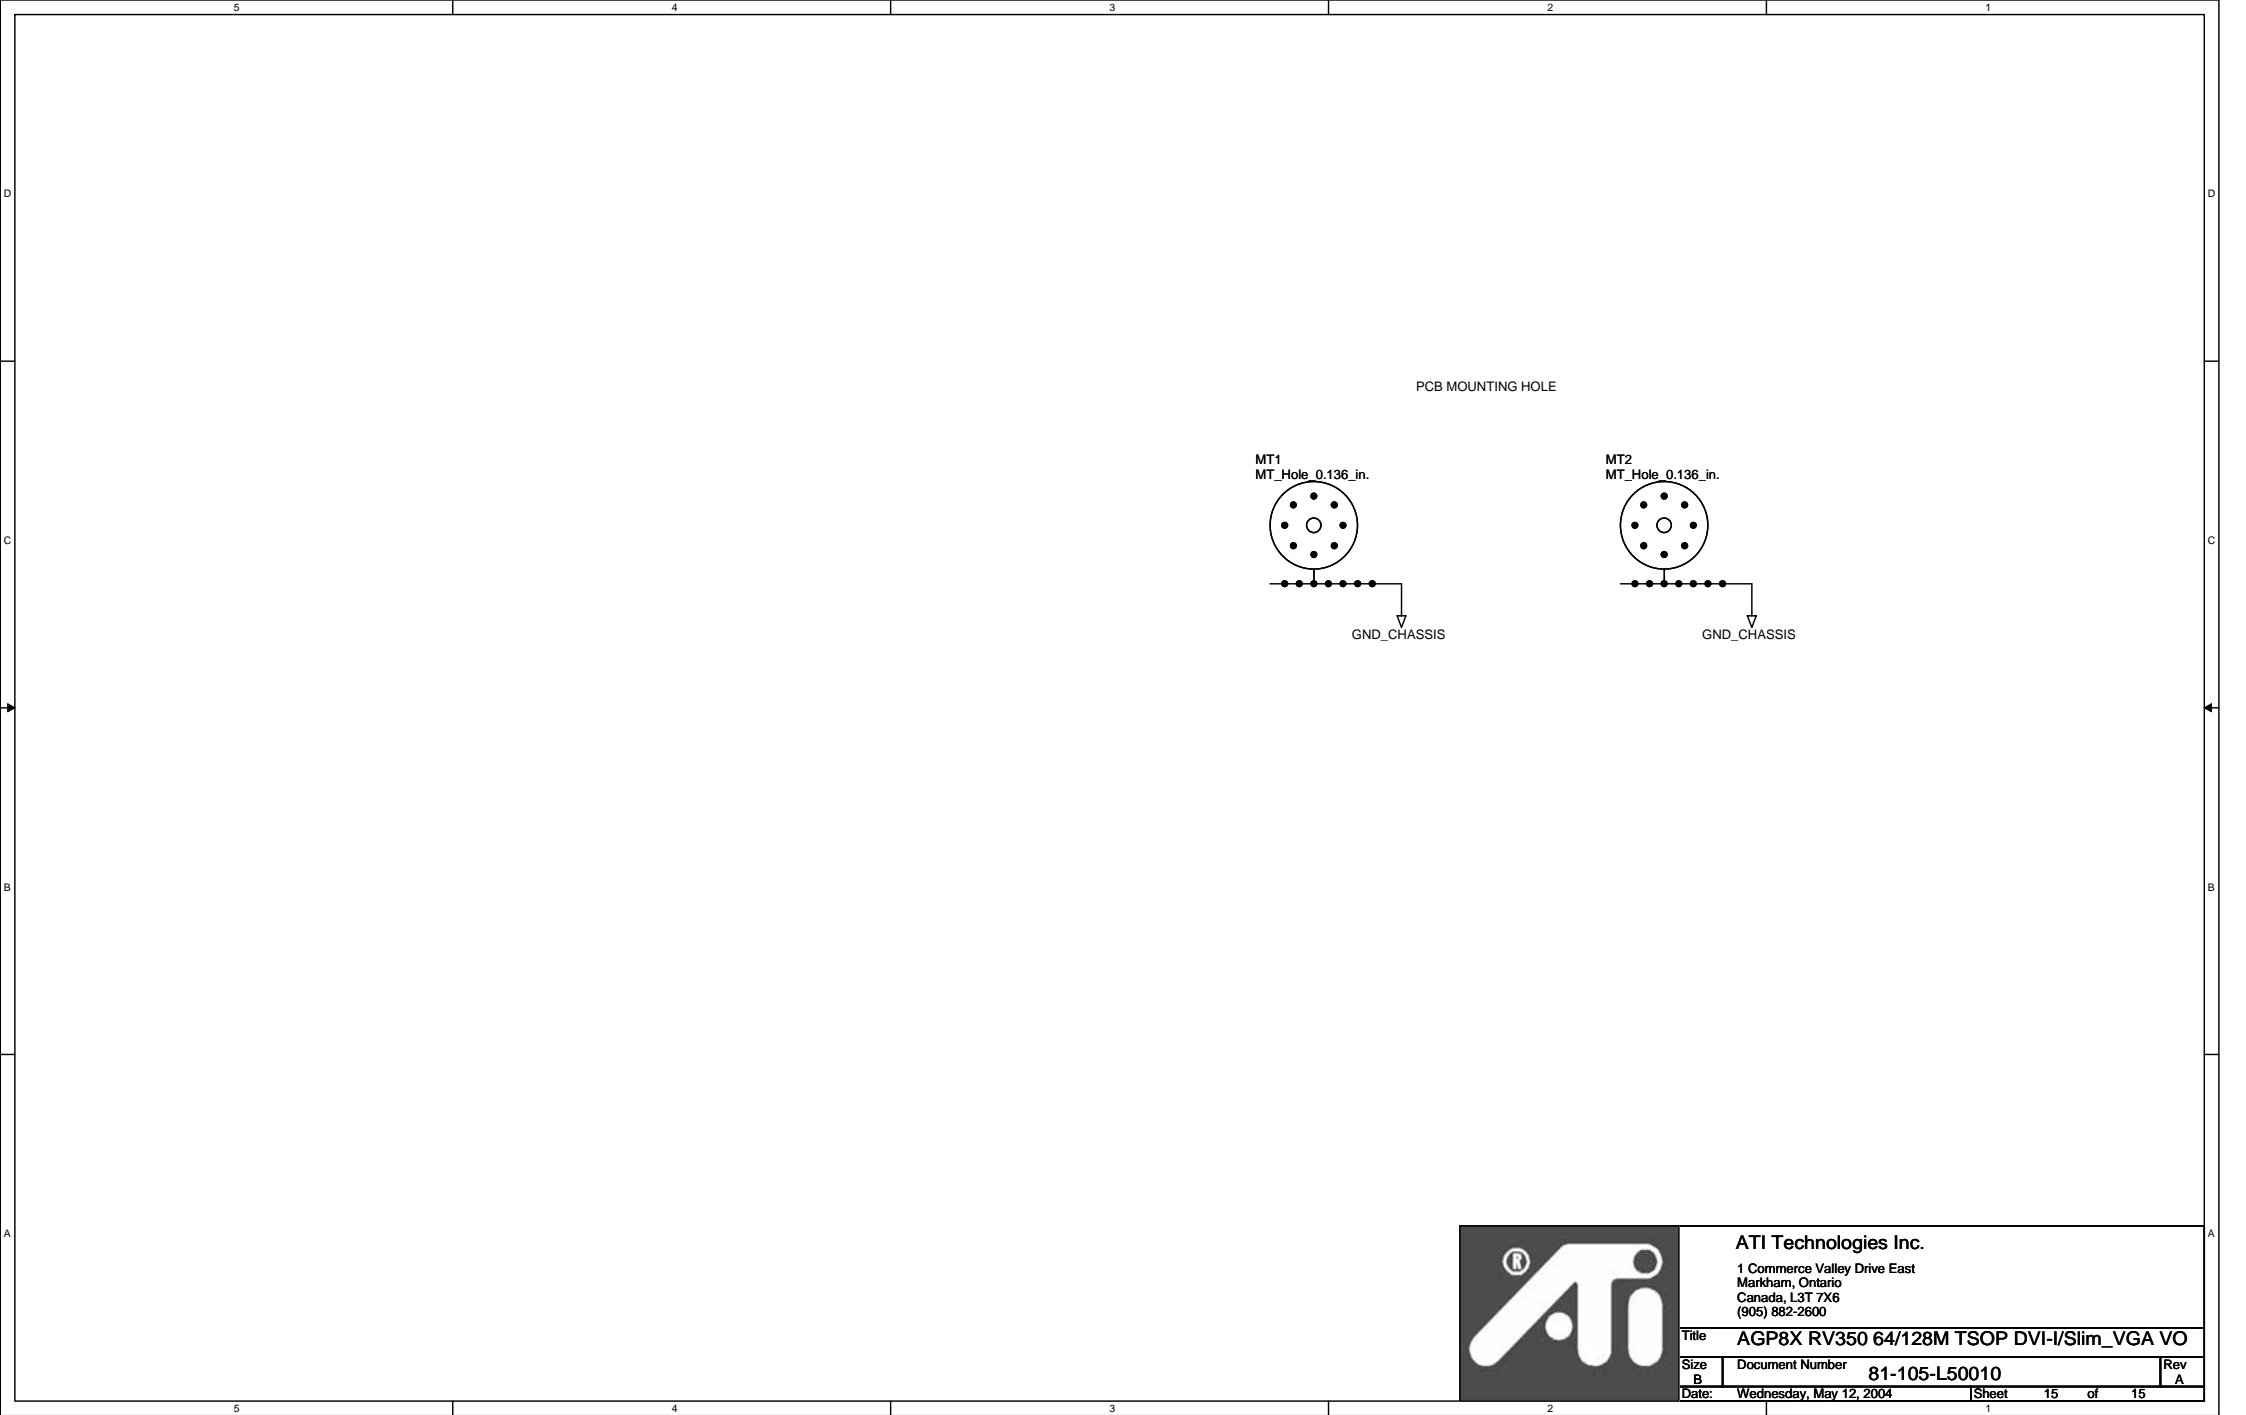 5 4 3 2 1
D D
PCB MOUNTING HOLE
MT1 MT2
MT_Hole_0.136_in. MT_Hole_0.136_in.
C C
GND_CHASSIS GND_CHASSIS
B B
A A
® ATi
ATI Technologies Inc.
1 Commerce Valley Drive East
Markham, Ontario
Canada, L3T 7X6
(905) 882-2600
Title AGP8X RV350 64/128M TSOP DVI-I/Slim_VGA VO
Size Document Number Rev
B 81-105-L50010 A
Date: Wednesday, May 12, 2004 Sheet 15 of 15
5 4 3 2 1